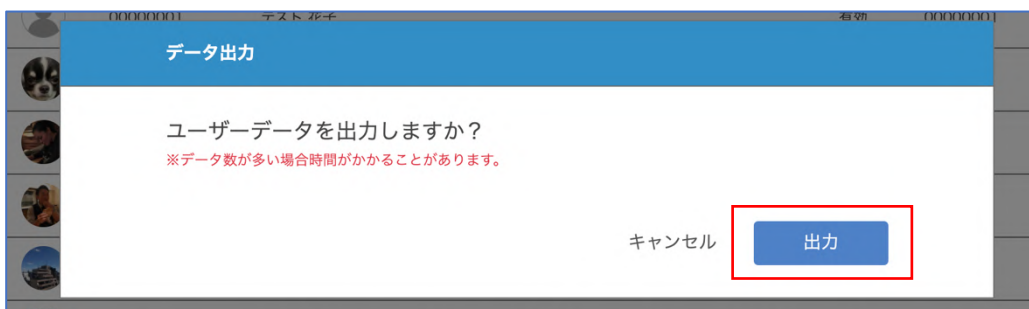 00000001 テスト 花子 有効 00000001
データ出力
ユーザーデータを出力しますか？
※データ数が多い場合時間がかかることがあります。
キャンセル 出力